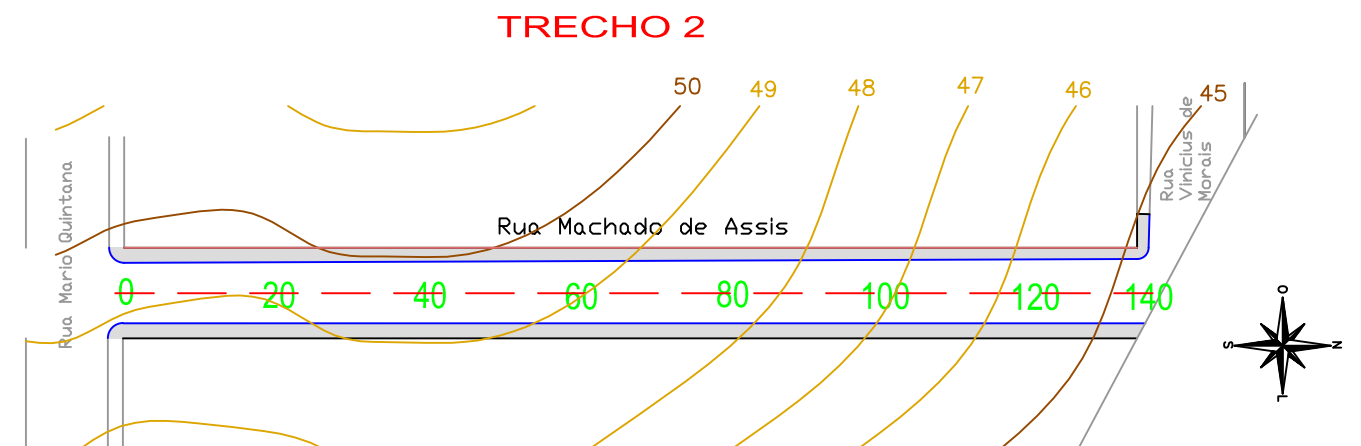 TRECHO 2
50
49
48
47
46
45
Rua Mario Quintana
Rua Machado de Assis
Rua
Vinicius de
Morais
0
20
40
60
80
100
120
140
O
S
N
L